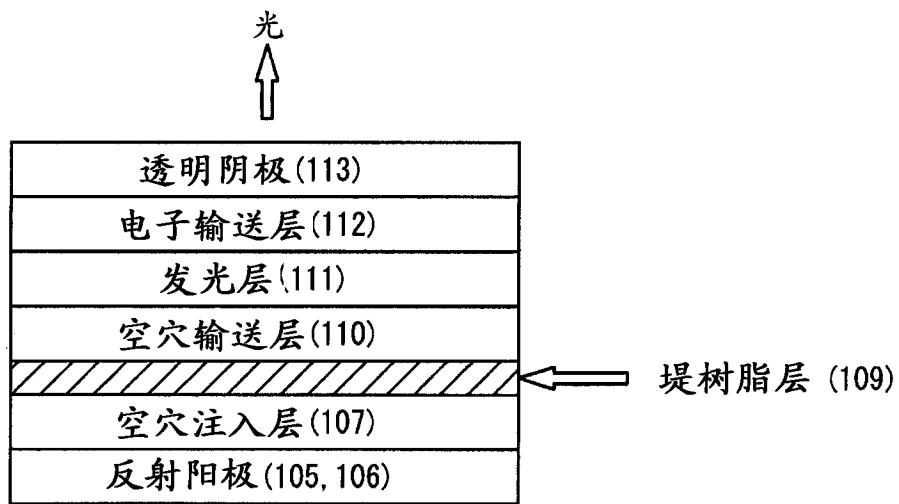 光
透明阴极(113)
电子输送层(112)
发光层(111)
空穴输送层(110)
堤树脂层 (109)
空穴注入层(107)
反射阳极(105,106)